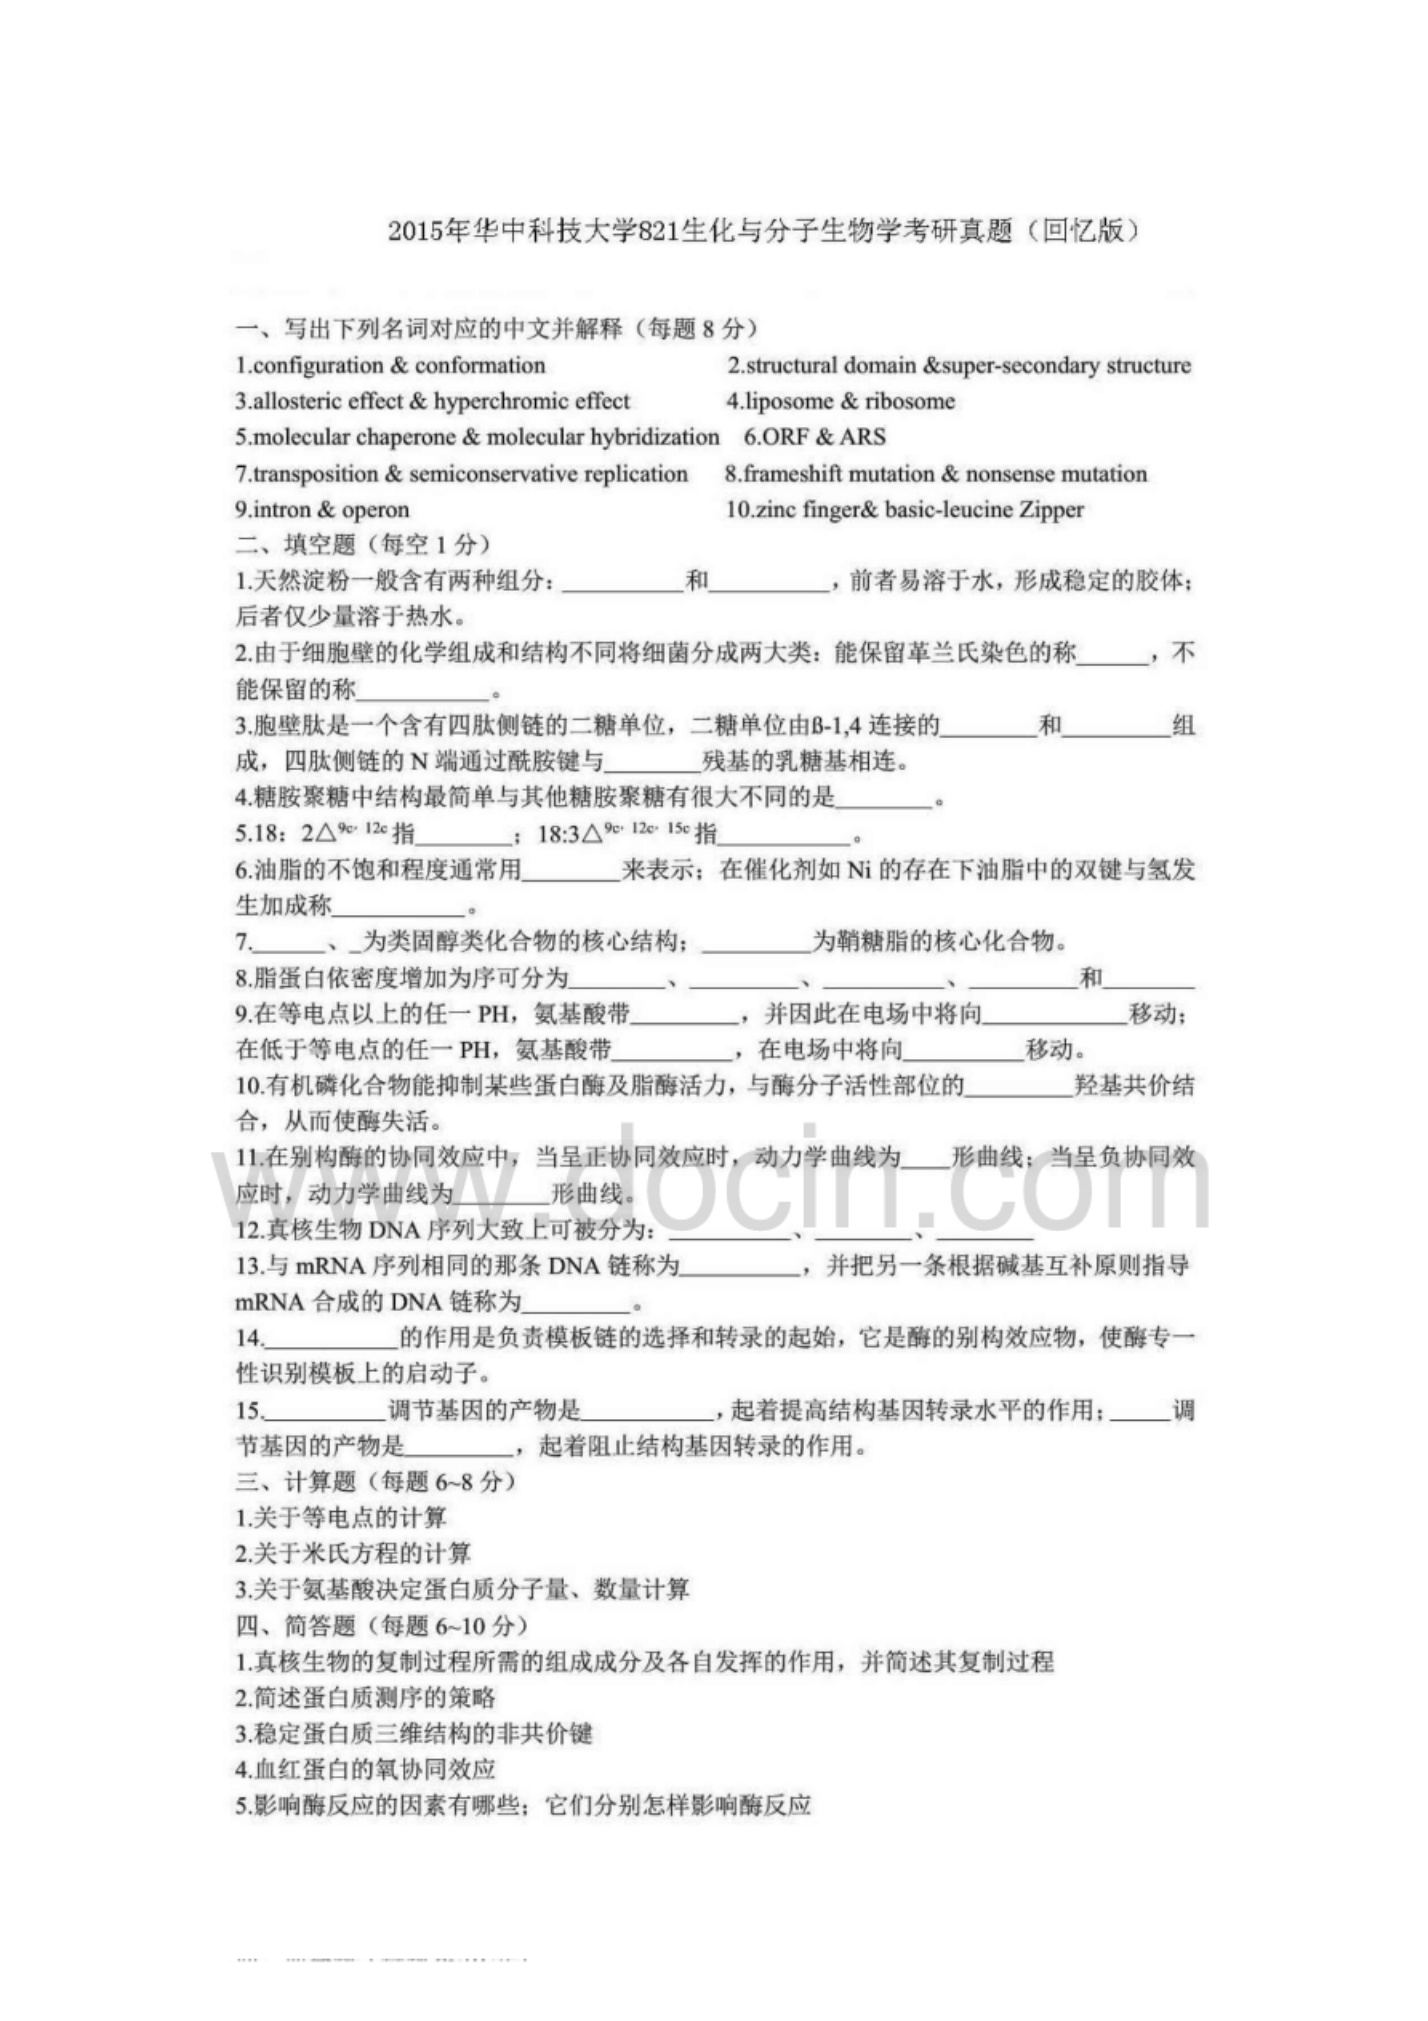 2015年华中科技大学821生化与分子生物学考研真题（回忆版）
一、写出下列名词对应的中文并解释（每题 8 分）
1.configuration & conformation 2.structural domain &super-secondary structure
3.allosteric effect & hyperchromic effect 4.liposome & ribosome
5.molecular chaperone & molecular hybridization 6.ORF & ARS
7.transposition & semiconservative replication 8.frameshift mutation & nonsense mutation
9.intron & operon 10.zinc finger& basic-leucine Zipper
二、填空题（每空 1 分）
1.天然淀粉一般含有两种组分：__________和__________，前者易溶于水，形成稳定的胶体；
后者仅少量溶于热水。
2.由于细胞壁的化学组成和结构不同将细菌分成两大类：能保留革兰氏染色的称______，不
能保留的称___________。
3.胞壁肽是一个含有四肽侧链的二糖单位，二糖单位由ß-1,4 连接的________和_________组
成，四肽侧链的 N 端通过酰胺键与________残基的乳糖基相连。
4.糖胺聚糖中结构最简单与其他糖胺聚糖有很大不同的是________。
5.18：2△9c，12c 指________；18:3△9c，12c，15c 指___________。
6.油脂的不饱和程度通常用________来表示；在催化剂如 Ni 的存在下油脂中的双键与氢发
生加成称___________。
7.______、_为类固醇类化合物的核心结构；_________为鞘糖脂的核心化合物。
8.脂蛋白依密度增加为序可分为________、_________、__________、_________和________
9.在等电点以上的任一 PH，氨基酸带_________，并因此在电场中将向____________移动；
在低于等电点的任一 PH，氨基酸带__________，在电场中将向__________移动。
10.有机磷化合物能抑制某些蛋白酶及脂酶活力，与酶分子活性部位的_________羟基共价结
合，从而使酶失活。
11.在别构酶的协同效应中，当呈正协同效应时，动力学曲线为____形曲线；当呈负协同效
应时，动力学曲线为________形曲线。
12.真核生物 DNA 序列大致上可被分为：__________、________、________
13.与 mRNA 序列相同的那条 DNA 链称为__________，并把另一条根据碱基互补原则指导
mRNA 合成的 DNA 链称为_________。
14.___________的作用是负责模板链的选择和转录的起始，它是酶的别构效应物，使酶专一
性识别模板上的启动子。
15.__________调节基因的产物是___________，起着提高结构基因转录水平的作用；_____调
节基因的产物是_________，起着阻止结构基因转录的作用。
三、计算题（每题 6~8 分）
1.关于等电点的计算
2.关于米氏方程的计算
3.关于氨基酸决定蛋白质分子量、数量计算
四、简答题（每题 6~10 分）
1.真核生物的复制过程所需的组成成分及各自发挥的作用，并简述其复制过程
2.简述蛋白质测序的策略
3.稳定蛋白质三维结构的非共价键
4.血红蛋白的氧协同效应
5.影响酶反应的因素有哪些；它们分别怎样影响酶反应
www.docin.com